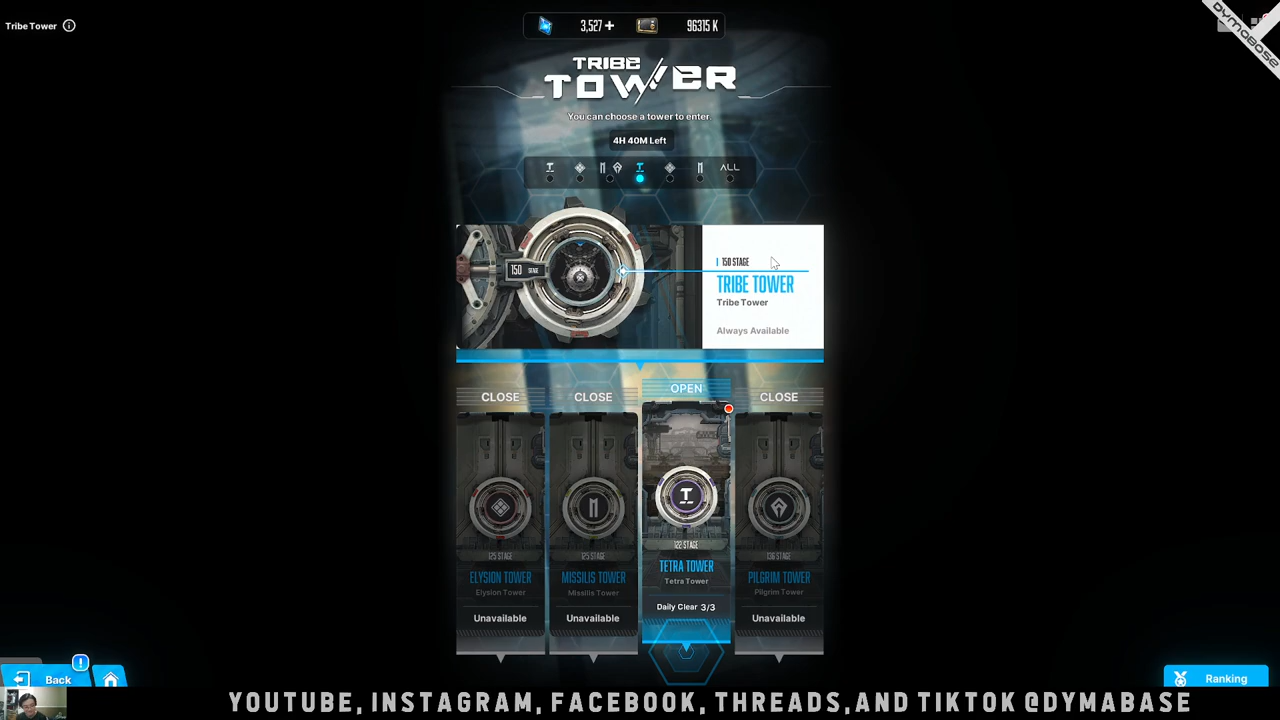 Tribe Tower
3,527
96315 K
DYMOBASE
TRIBE
TOWER
You can choose a tower to enter.
4H 40M Left
ALL
150 STAGE
150 STAGE
TRIBE TOWER
Tribe Tower
Always Available
CLOSE
CLOSE
OPEN
CLOSE
T
125 STAGE
125 STAGE
122 STAGE
136 STAGE
ELYSION TOWER
Elysion Tower
Unavailable
MISSILIS TOWER
Missilis Tower
Unavailable
TETRA TOWER
Tetra Tower
Daily Clear 3/3
PILGRIM TOWER
Pilgrim Tower
Unavailable
Back
Ranking
YOUTUBE, INSTAGRAM, FACEBOOK, THREADS,AND TIKTOK @DYMABASE